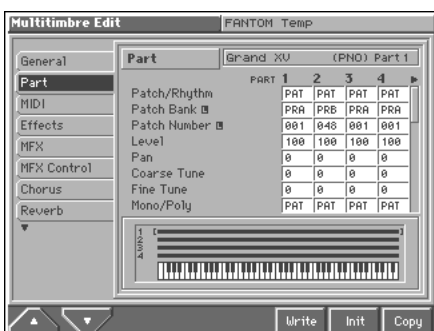 Multitimbre Edit FANTOM Temp
General
Part
MIDI
Effects
MFX
MFX Control
Chorus
Reverb
Part Grand XV (PNO) Part 1
PART 1 2 3 4
Patch/Rhythm PAT PAT PAT PAT
Patch Bank PRA PRB PRA PRA
Patch Number 001 048 001 001
Level 100 100 100 100
Pan 0 0 0 0
Coarse Tune 0 0 0 0
Fine Tune 0 0 0 0
Mono/Poly PAT PAT PAT PAT
1
2
3
4
Write Init Copy